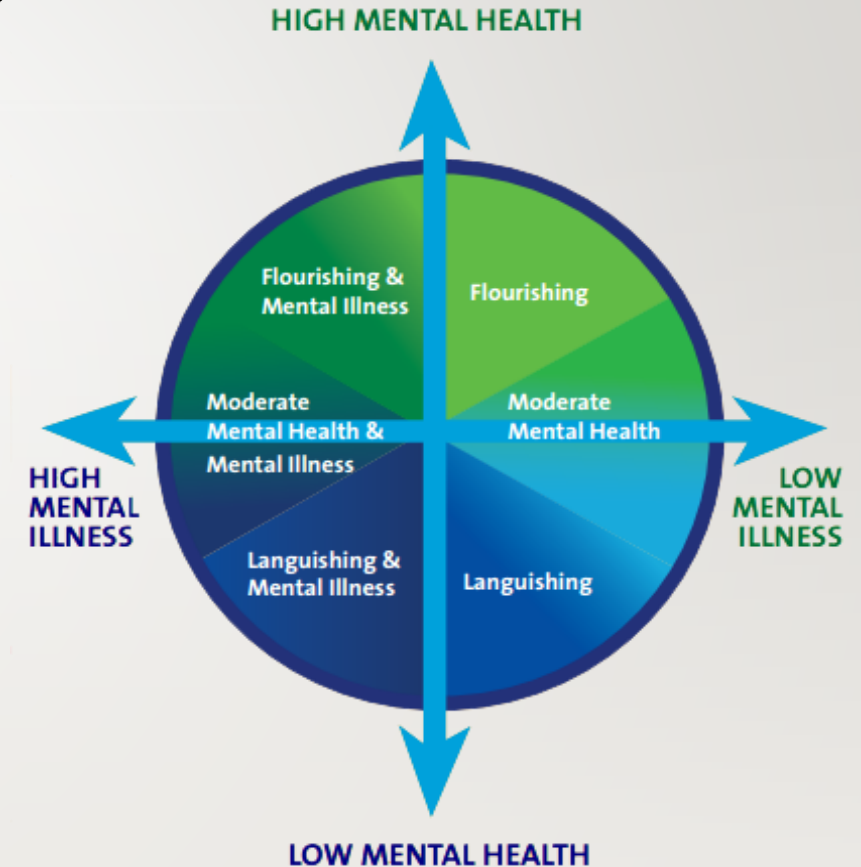 HIGH MENTAL HEALTH
Flourishing &
Mental Illness
Flourishing
Moderate
Mental Health &
Mental Illness
Moderate
Mental Health
HIGH
MENTAL
ILLNESS
LOW
MENTAL
ILLNESS
Languishing &
Mental Illness
Languishing
LOW MENTAL HEALTH